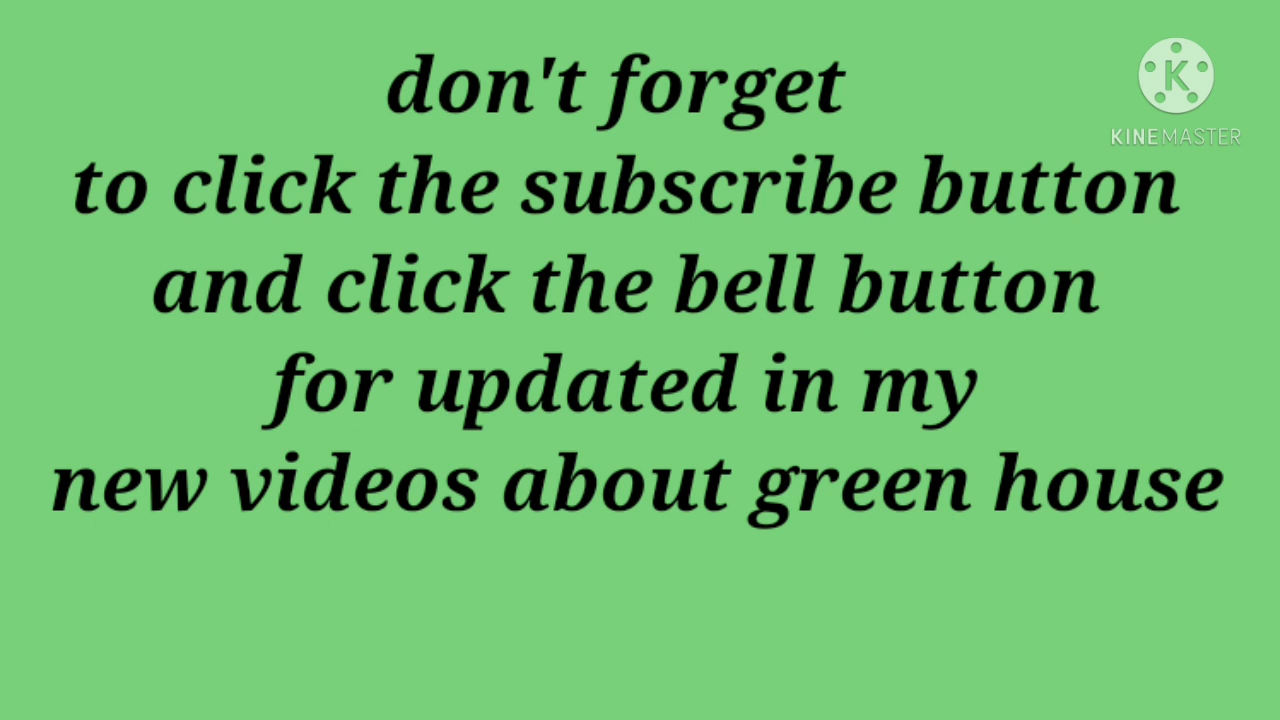 don't forget
to click the subscribe button
and click the bell button
for updated in my
new videos about green house
K
KINEMASTER